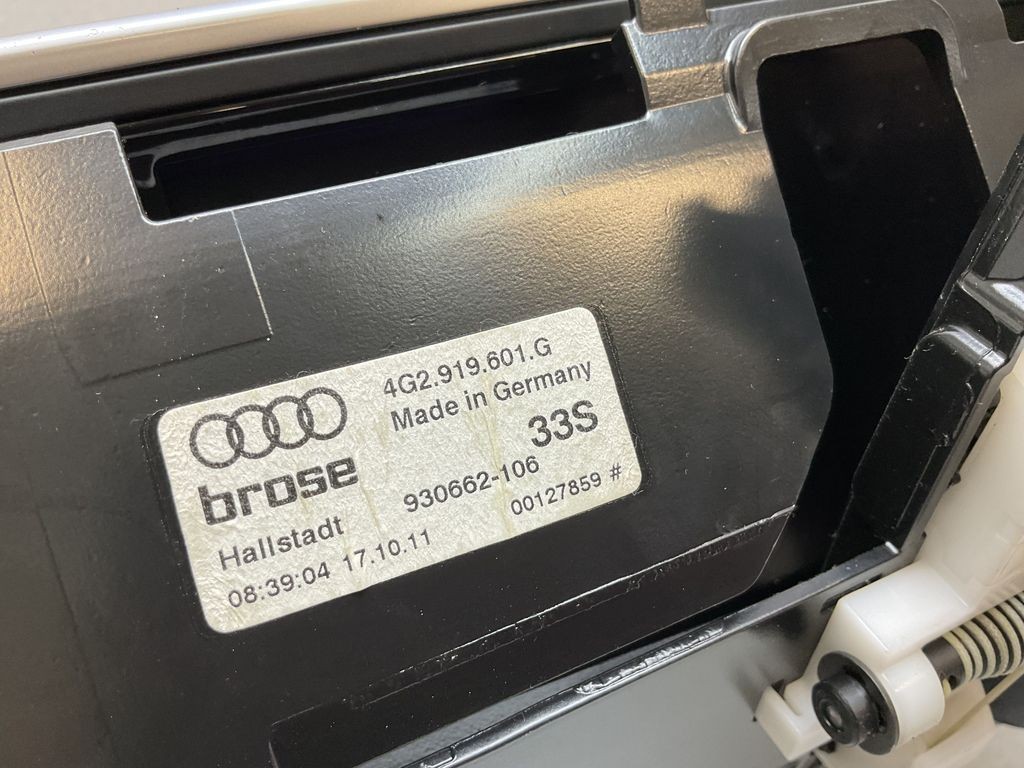 4G2.919.601.G
Made in Germany
33S
brose
930662-106
Hallstadt
00127859 #
08:39:04 17.10.11